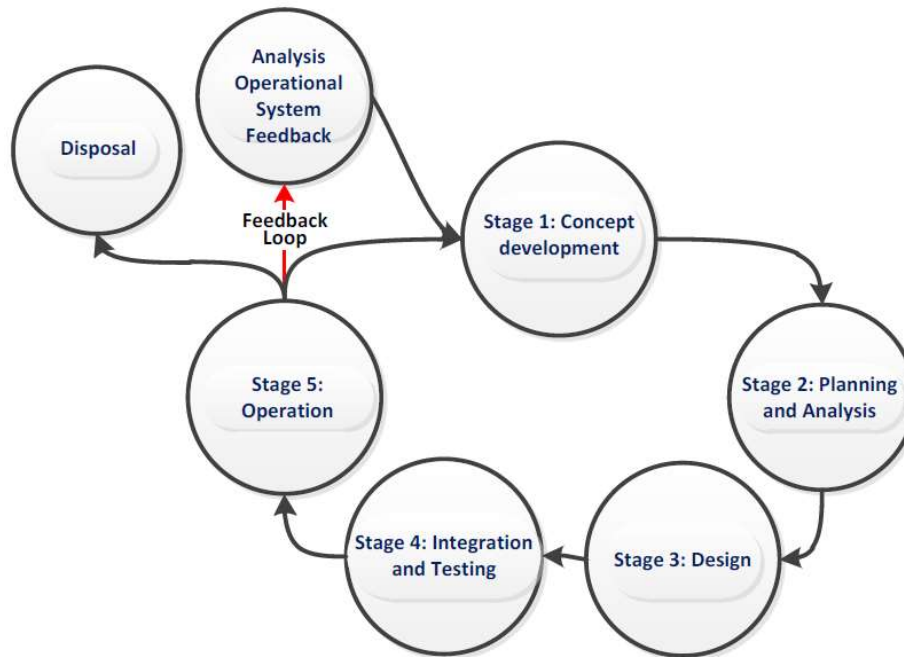 Analysis
Operational
System
Feedback
Disposal
Feedback
Loop
Stage 1: Concept
development
Stage 2: Planning
and Analysis
Stage 5:
Operation
Stage 4: Integration
and Testing
Stage 3: Design